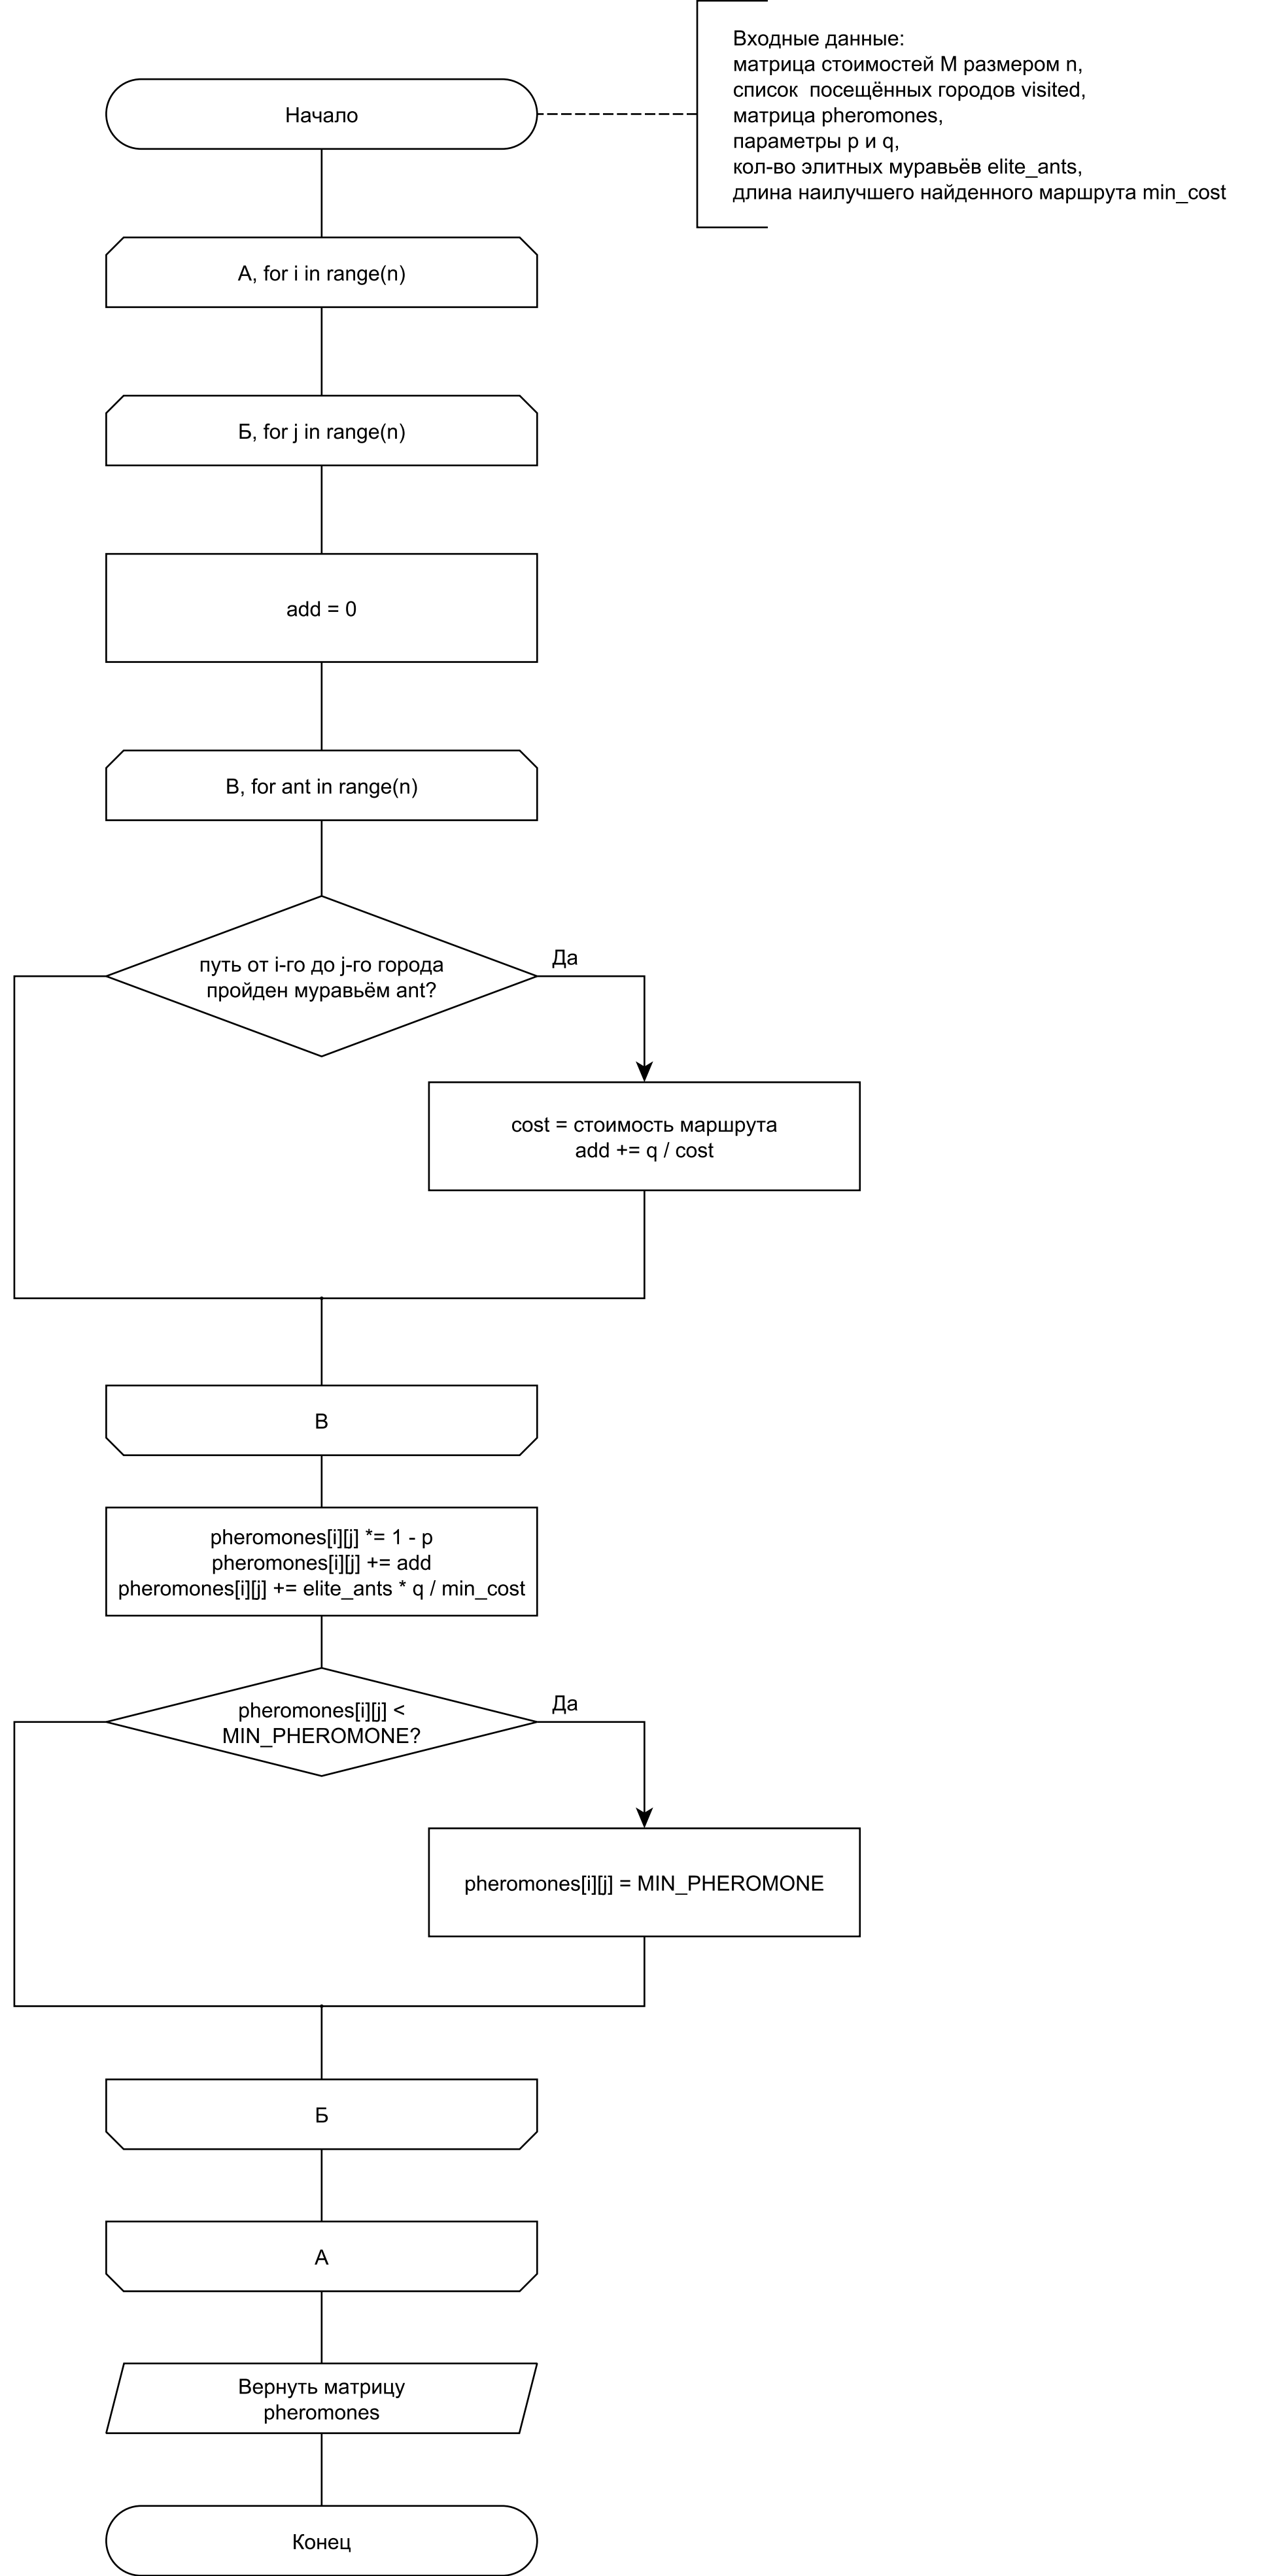 Входные данные:
матрица стоимостей M размером n,
список  посещённых городов visited,
матрица pheromones,
параметры p и q,
кол-во элитных муравьёв elite_ants,
длина наилучшего найденного маршрута min_cost
Начало
А, for i in range(n)
Б, for j in range(n)
add = 0
В, for ant in range(n)
путь от i-го до j-го города
пройден муравьём ant?
Да
cost = стоимость маршрута
add += q / cost
В
pheromones[i][j] *= 1 - p
pheromones[i][j] += add
pheromones[i][j] += elite_ants * q / min_cost
pheromones[i][j] <
MIN_PHEROMONE?
Да
pheromones[i][j] = MIN_PHEROMONE
Б
А
Вернуть матрицу
pheromones
Конец